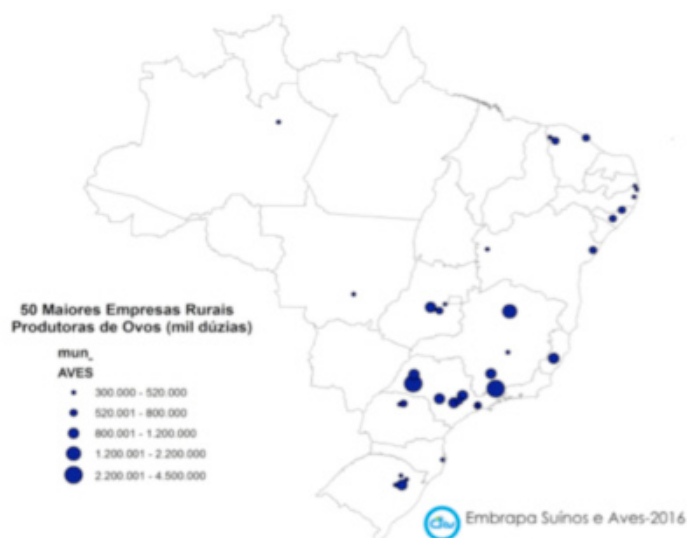 50 Maiores Empresas Rurais
Produtoras de Ovos (mil dúzias)
mun_
AVES
300.000 - 520.000
520.001 - 800.000
800.001 - 1.200.000
1.200.001 - 2.200.000
2.200.001 - 4.500.000
Embrapa Suínos e Aves-2016